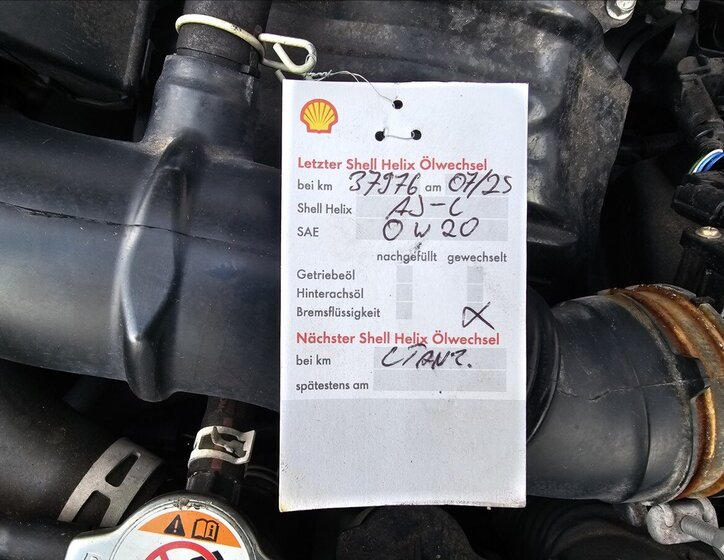 Letzter Shell Helix Ölwechsel
bei km 37976 am 07/25
Shell Helix
SAE 0W20
nachgefüllt gewechselt
Getriebeöl
Hinterachsöl
Bremsflüssigkeit
Nächster Shell Helix Ölwechsel
bei km
spätestens am